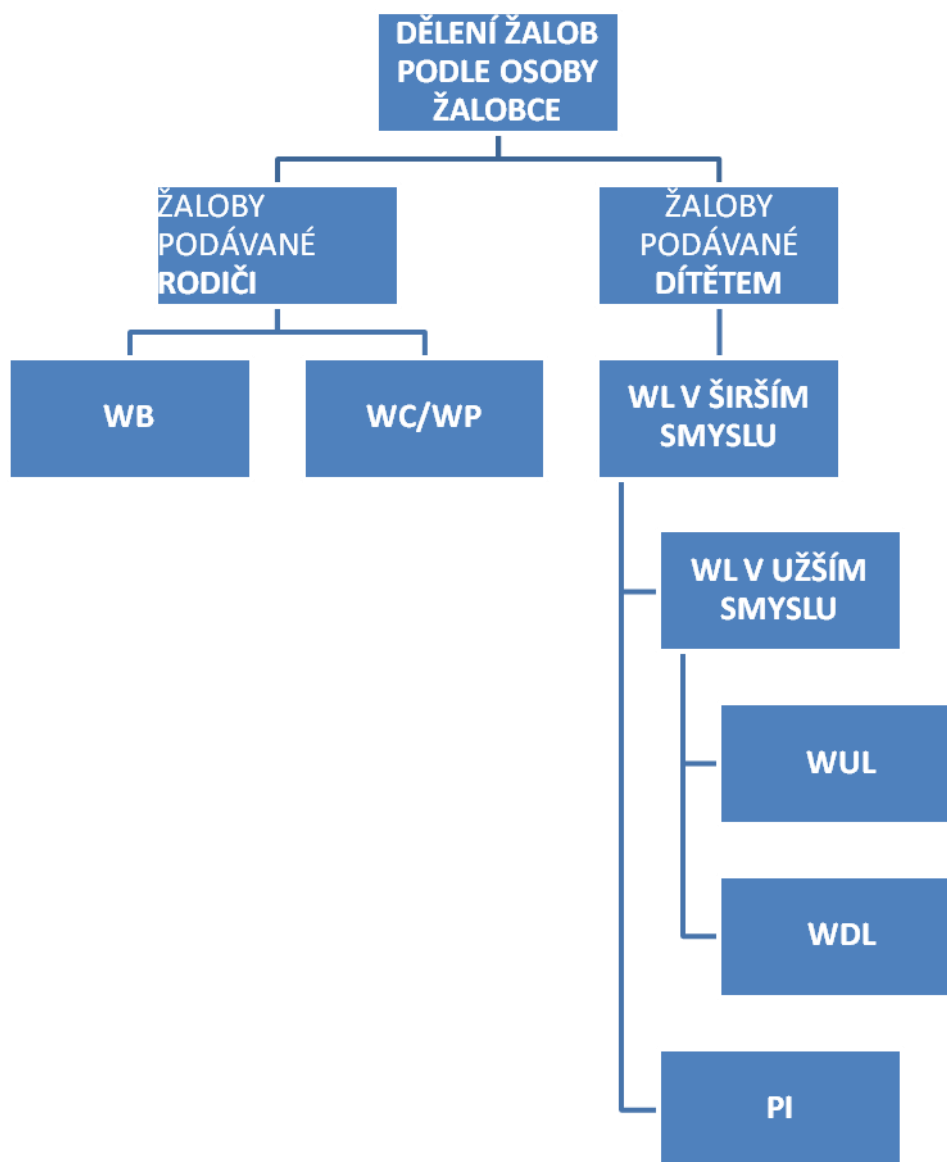 DĚLENÍ ŽALOB
PODLE OSOBY
ŽALOBCE
ŽALOBY
PODÁVANÉ
RODIČI
ŽALOBY
PODÁVANÉ
DÍTĚTEM
WB
WC/WP
WL V ŠIRŠÍM
SMYSLU
WL V UŽŠÍM
SMYSLU
WUL
WDL
PI